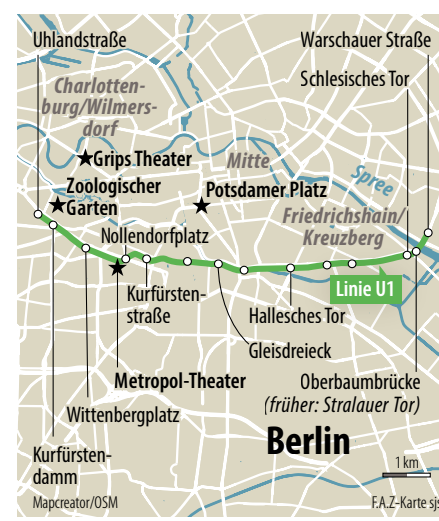 Uhlandstraße
Warschauer Straße
Schlesisches Tor
Charlotten-
burg/Wilmers-
dorf
Grips Theater
Mitte
Spree
Zoologischer
Garten
Potsdamer Platz
Friedrichshain/
Kreuzberg
Nollendorfplatz
Linie U1
Kurfürsten-
straße
Hallesches Tor
Gleisdreieck
Metropol-Theater
Oberbaumbrücke
(früher: Stralauer Tor)
Wittenbergplatz
Berlin
Kurfürsten-
damm
1 km
Mapcreator/OSM
F.A.Z-Karte sjs